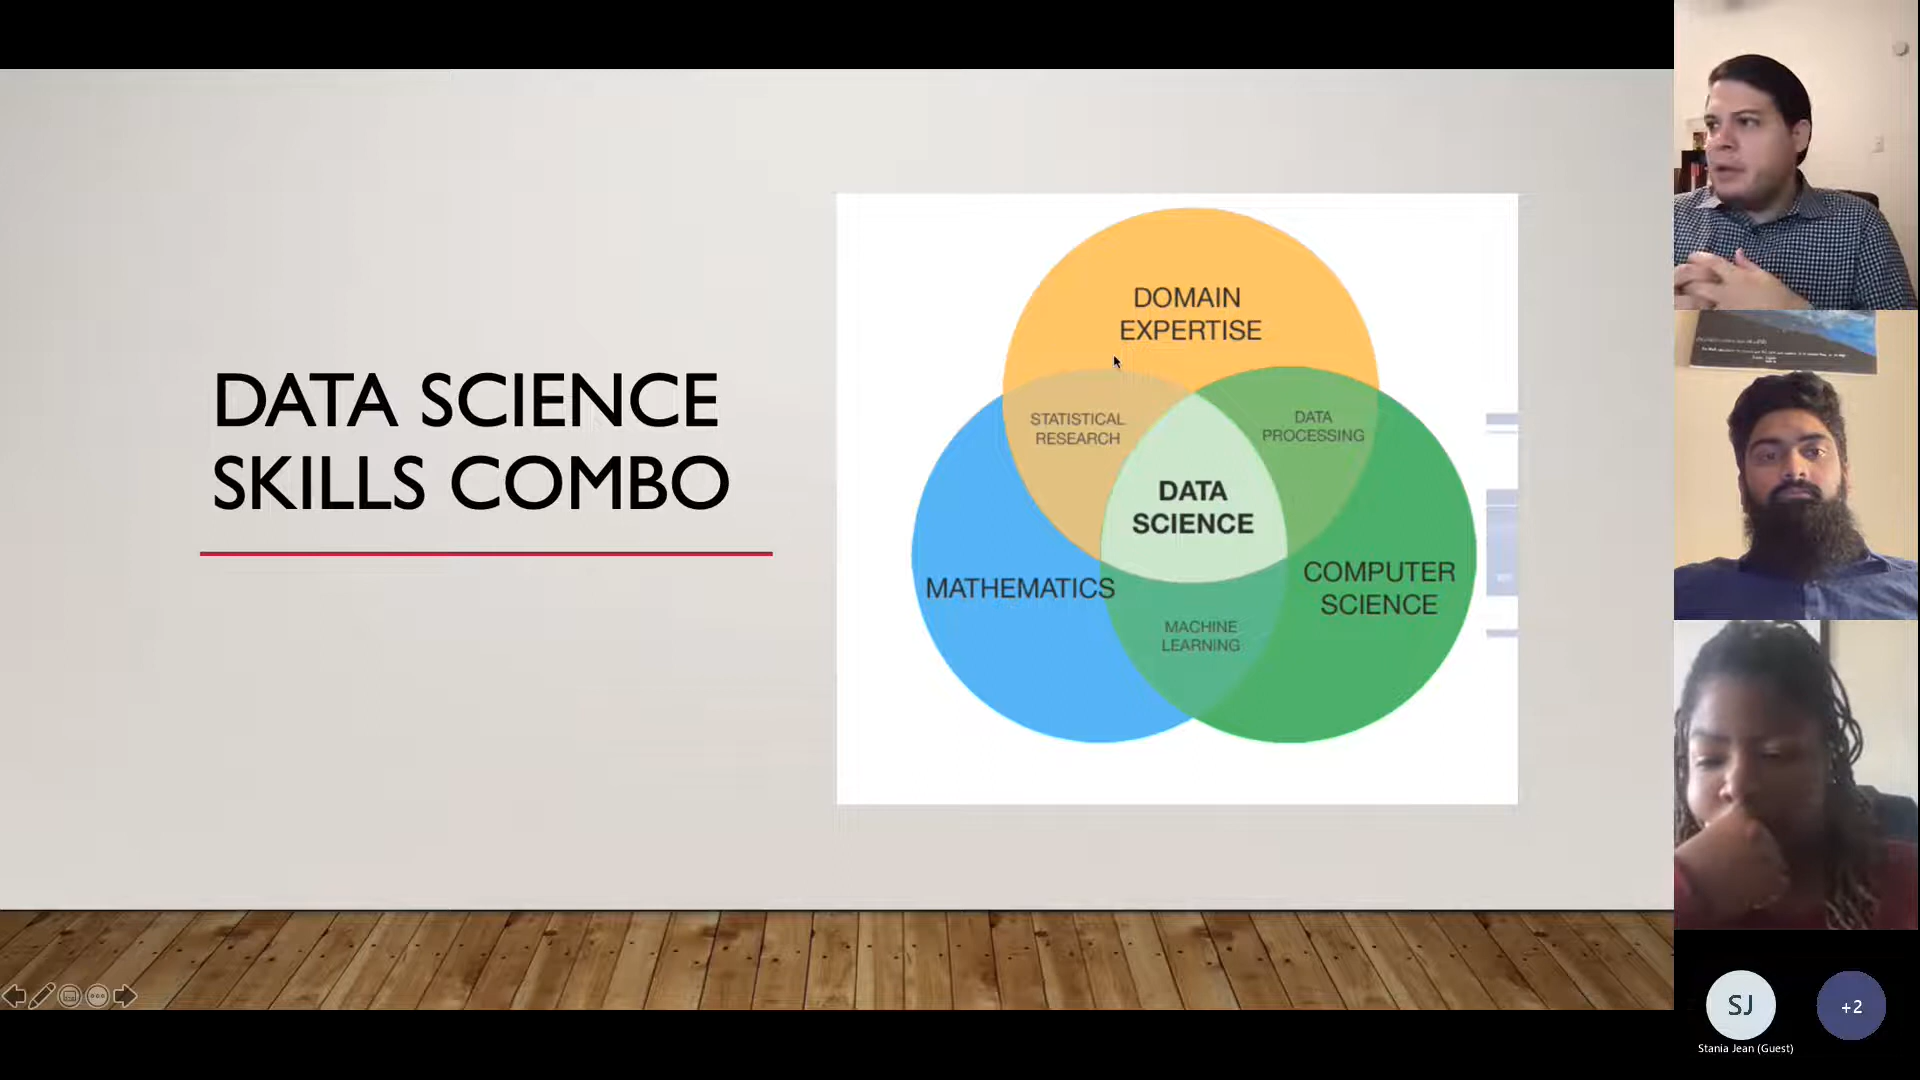 DATA SCIENCE
SKILLS COMBO
DOMAIN
EXPERTISE
STATISTICAL
RESEARCH
DATA
PROCESSING
DATA
SCIENCE
MATHEMATICS
COMPUTER
SCIENCE
MACHINE
LEARNING
SJ
+2
Stania Jean (Guest)